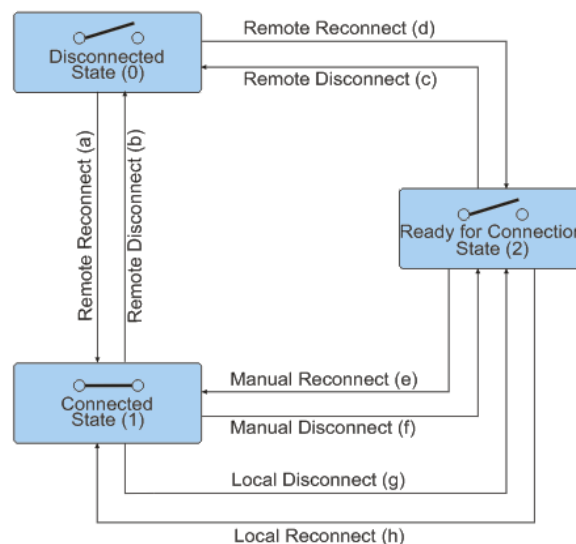 Remote Reconnect (d)
Disconnected
State (0)
Remote Disconnect (c)
Remote Reconnect (a)
Remote Disconnect (b)
Ready for Connection
State (2)
Manual Reconnect (e)
Connected
State (1)
Manual Disconnect (f)
Local Disconnect (g)
Local Reconnect (h)